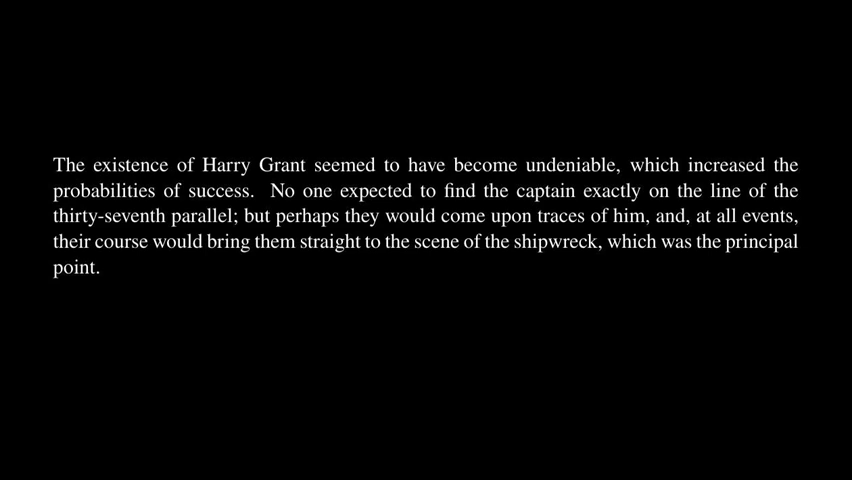 The existence of Harry Grant seemed to have become undeniable, which increased the
probabilities of success. No one expected to find the captain exactly on the line of the
thirty-seventh parallel; but perhaps they would come upon traces of him, and, at all events,
their course would bring them straight to the scene of the shipwreck, which was the principal
point.